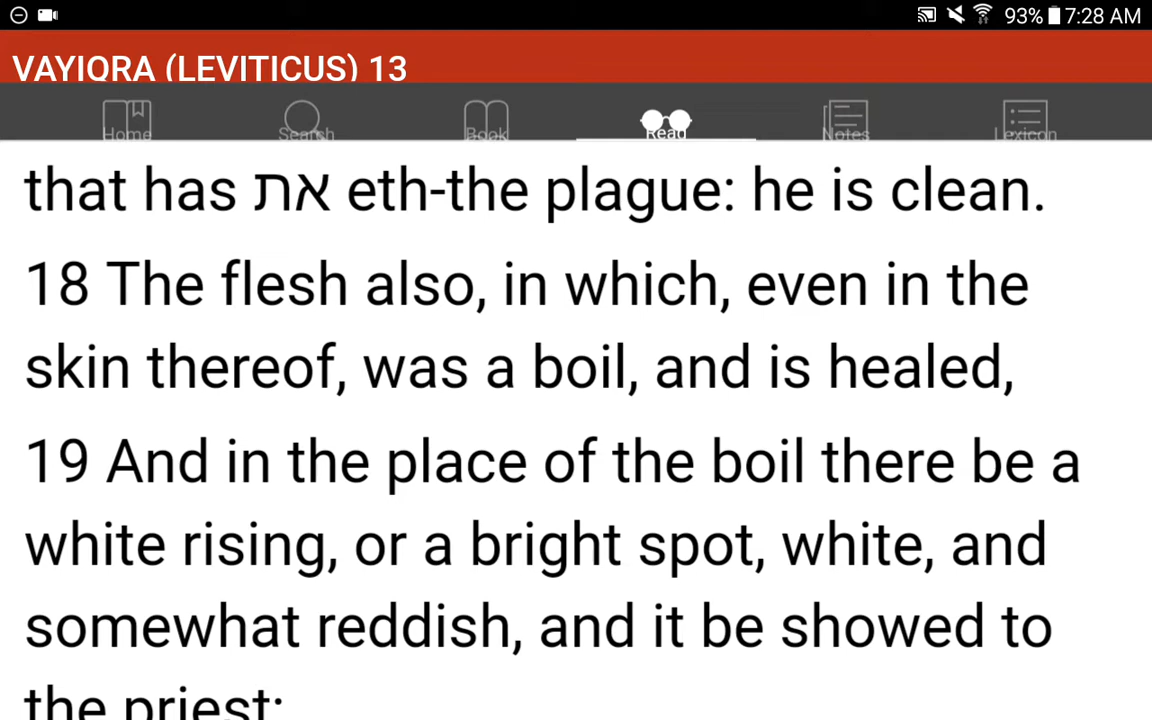 93% 7:28 AM
VAYIQRA (LEVITICUS) 13
Home Search Book Read Notes Lexicon
that has את eth-the plague: he is clean.
18 The flesh also, in which, even in the
skin thereof, was a boil, and is healed,
19 And in the place of the boil there be a
white rising, or a bright spot, white, and
somewhat reddish, and it be showed to
the priest;